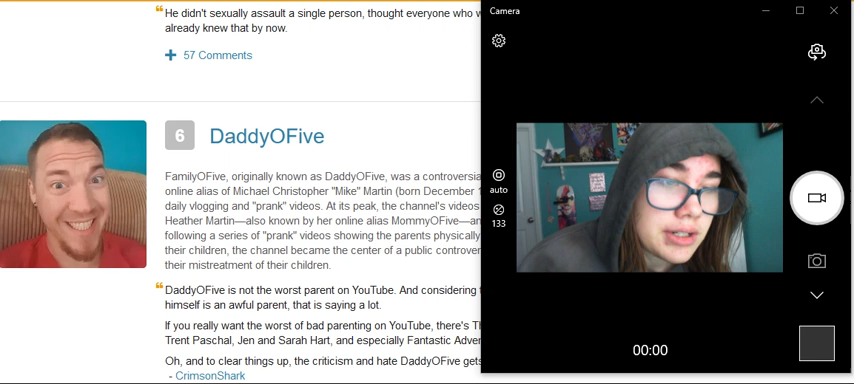 He didn't sexually assault a single person, thought everyone who
already knew that by now.
57 Comments
6 DaddyOFive
FamilyOFive, originally known as DaddyOFive, was a controversia
online alias of Michael Christopher "Mike" Martin (born December
daily vlogging and "prank" videos. At its peak, the channel's videos
Heather Martin—also known by her online alias MommyOFive—an
following a series of "prank" videos showing the parents physically
their children, the channel became the center of a public controver
their mistreatment of their children.
DaddyOFive is not the worst parent on YouTube. And considering
himself is an awful parent, that is saying a lot.
If you really want the worst of bad parenting on YouTube, there's Th
Trent Paschal, Jen and Sarah Hart, and especially Fantastic Adven
Oh, and to clear things up, the criticism and hate DaddyOFive gets
- CrimsonShark
Camera
auto
133
00:00